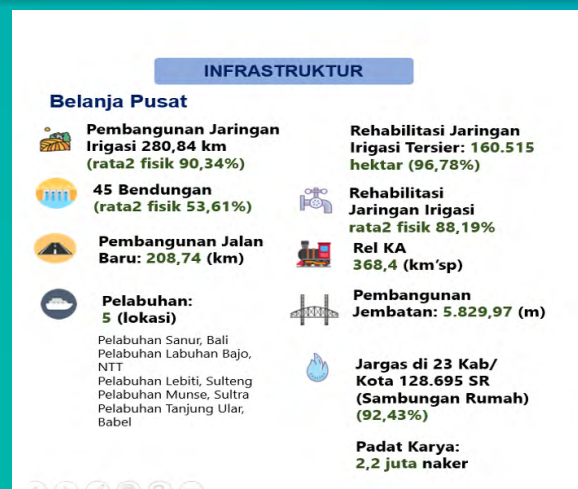 INFRASTRUKTUR
Belanja Pusat
Pembangunan Jaringan
Irigasi 280,84 km
(rata2 fisik 90,34%)
45 Bendungan
(rata2 fisik 53,61%)
Pembangunan Jalan
Baru: 208,74 (km)
Pelabuhan:
5 (lokasi)
Pelabuhan Sanur, Bali
Pelabuhan Labuhan Bajo,
NTT
Pelabuhan Lebiti, Sulteng
Pelabuhan Munse, Sultra
Pelabuhan Tanjung Ular,
Babel
Rehabilitasi Jaringan
Irigasi Tersier: 160.515
hektar (96,78%)
Rehabilitasi
Jaringan Irigasi
rata2 fisik 88,19%
Rel KA
368,4 (km’sp)
Pembangunan
Jembatan: 5.829,97 (m)
Jargas di 23 Kab/
Kota 128.695 SR
(Sambungan Rumah)
(92,43%)
Padat Karya:
2,2 juta naker